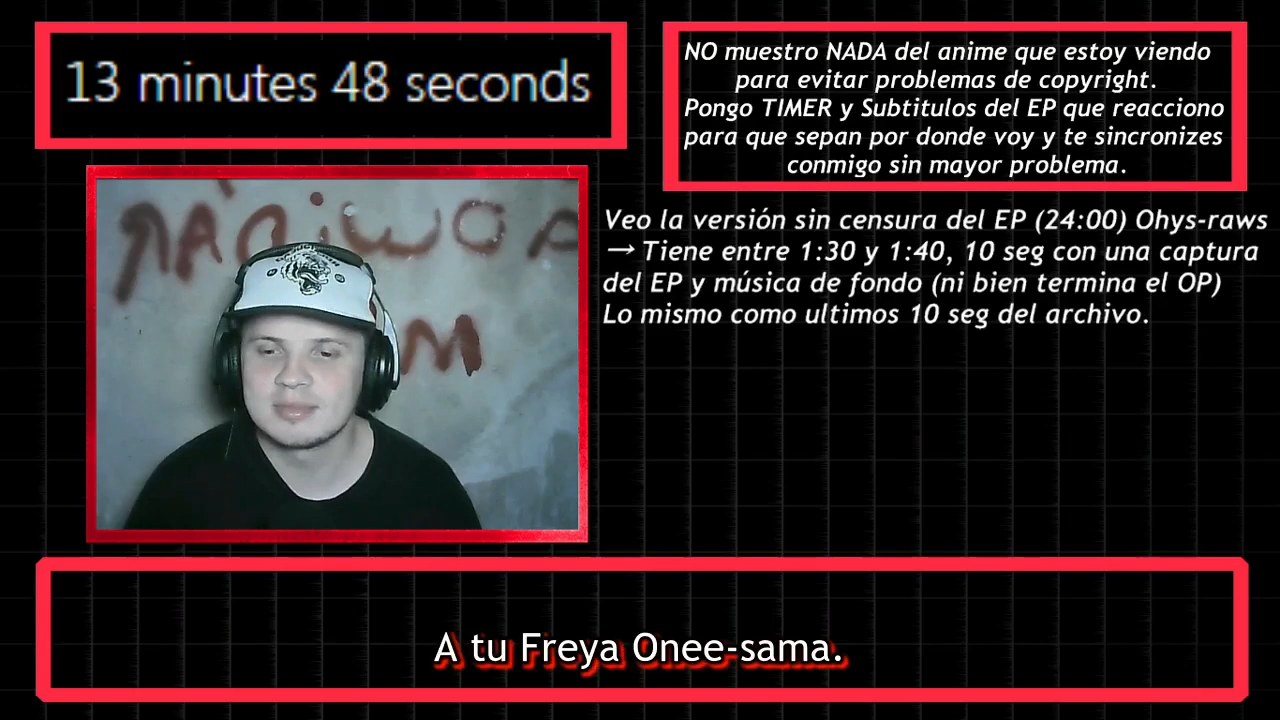 13 minutes 48 seconds
NO muestro NADA del anime que estoy viendo
para evitar problemas de copyright.
Pongo TIMER y Subtitulos del EP que reacciono
para que sepan por donde voy y te sincronizes
conmigo sin mayor problema.
Veo la versión sin censura del EP (24:00) Ohys-raws
→ Tiene entre 1:30 y 1:40, 10 seg con una captura
del EP y música de fondo (ni bien termina el OP)
Lo mismo como ultimos 10 seg del archivo.
A tu Freya Onee-sama.